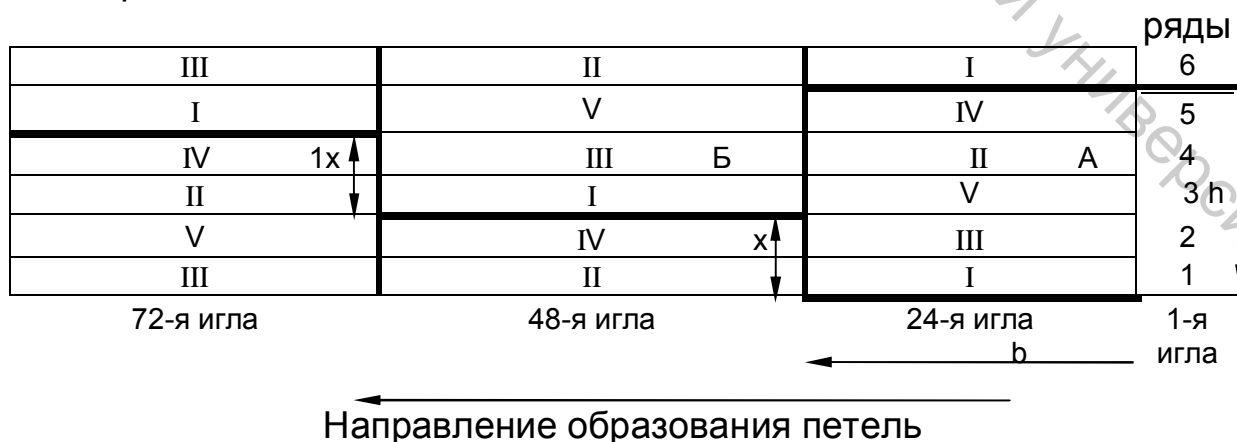 ряды
III II I 6
I V IV 5
IV 1х III Б II А 4
II I V 3 h
V IV х III 2
III II I 1
72-я игла 48-я игла 24-я игла 1-я
b игла
Направление образования петель